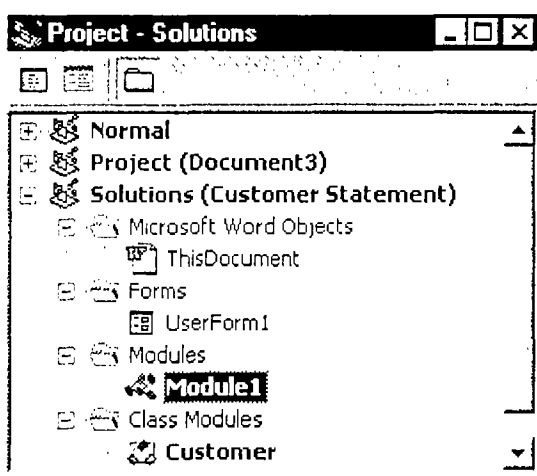 Project - Solutions
Normal
Project (Document3)
Solutions (Customer Statement)
Microsoft Word Objects
ThisDocument
Forms
UserForm1
Modules
Module1
Class Modules
Customer